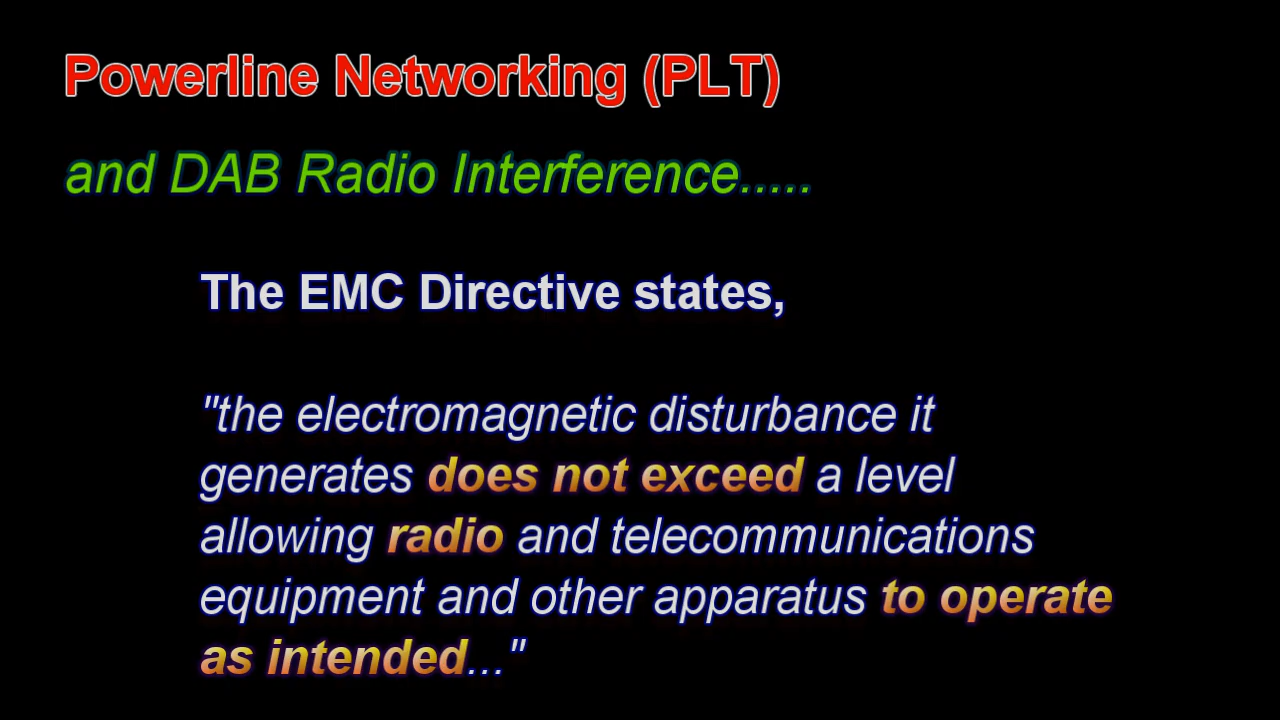 Powerline Networking (PLT)
and DAB Radio Interference.....
The EMC Directive states,
"the electromagnetic disturbance it
generates does not exceed a level
allowing radio and telecommunications
equipment and other apparatus to operate
as intended..."